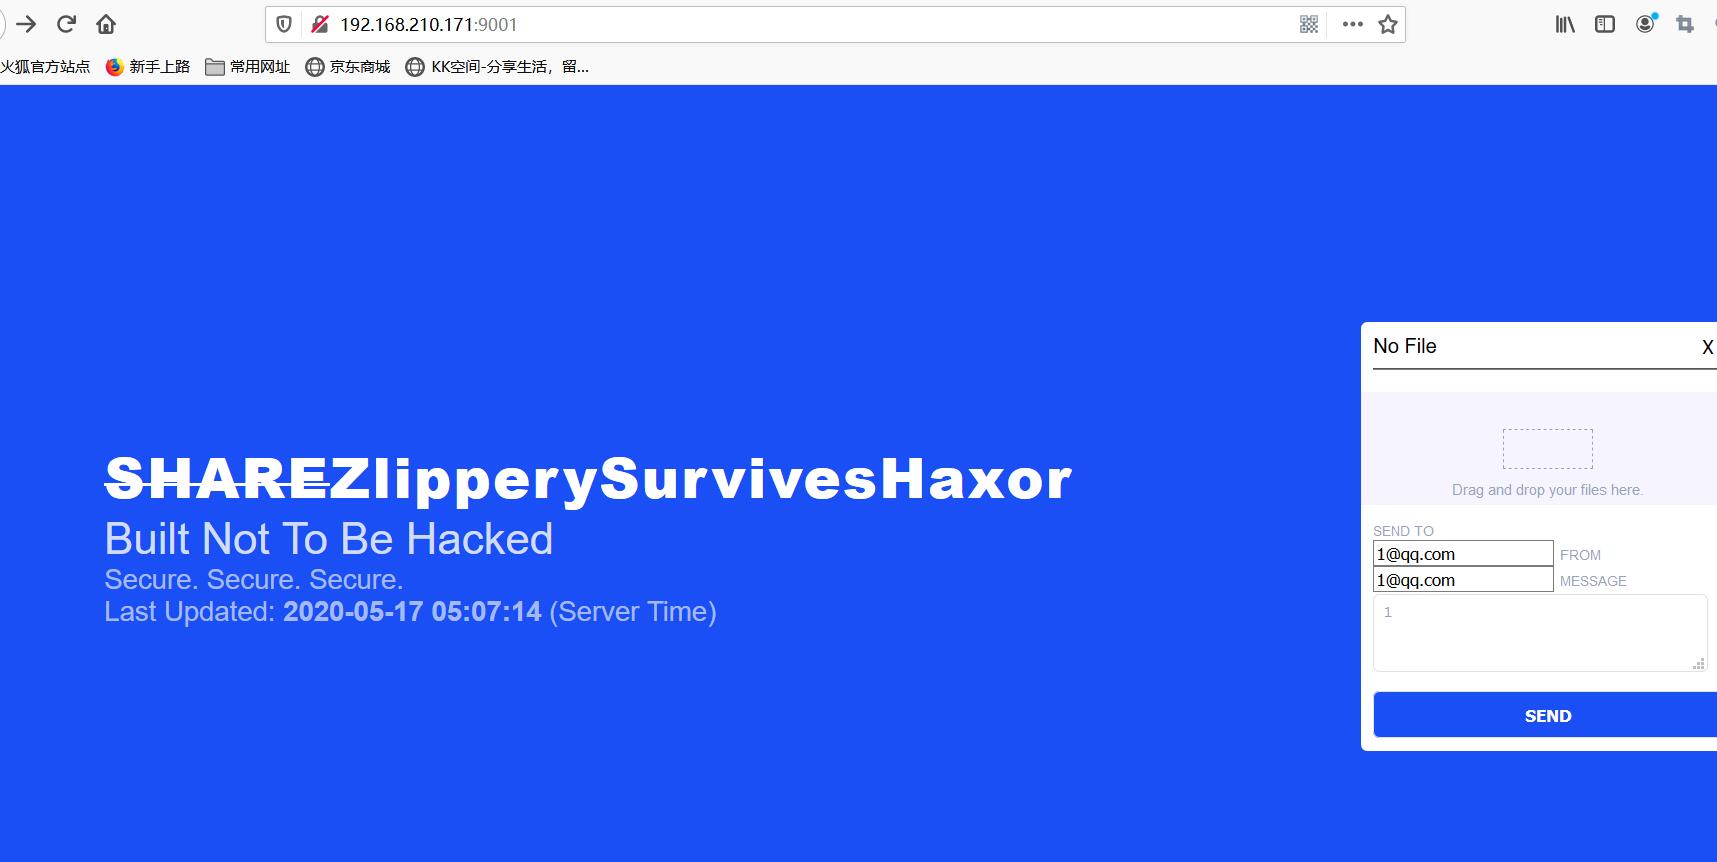 192.168.210.171:9001
火狐官方站点 新手上路 常用网址 京东商城 KK空间-分享生活，留...
No File X
Drag and drop your files here.
SHAREZlipperySurvivesHaxor
Built Not To Be Hacked
Secure. Secure. Secure.
Last Updated: 2020-05-17 05:07:14 (Server Time)
SEND TO
1@qq.com FROM
1@qq.com MESSAGE
1
SEND